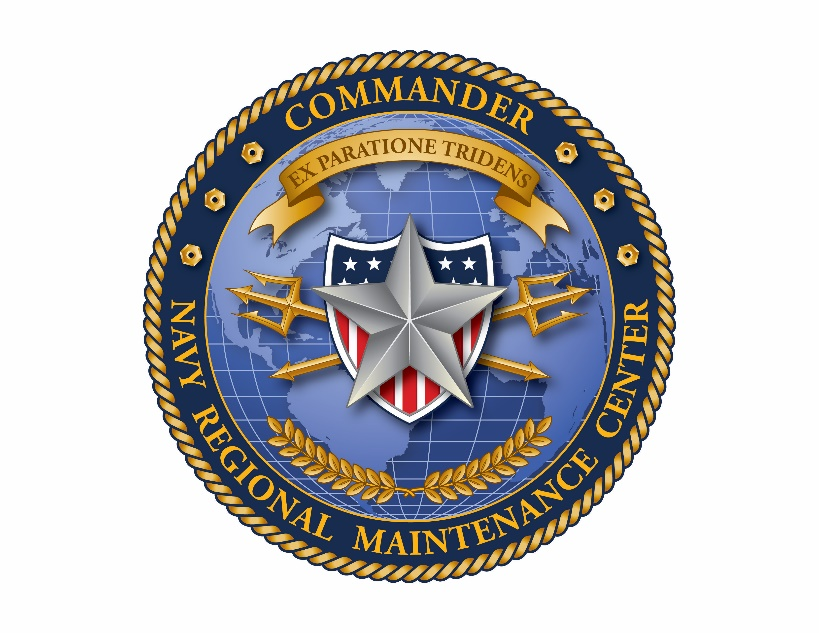 COMMANDER
EX PARATIONE TRIDENS
NAVY REGIONAL MAINTENANCE CENTER